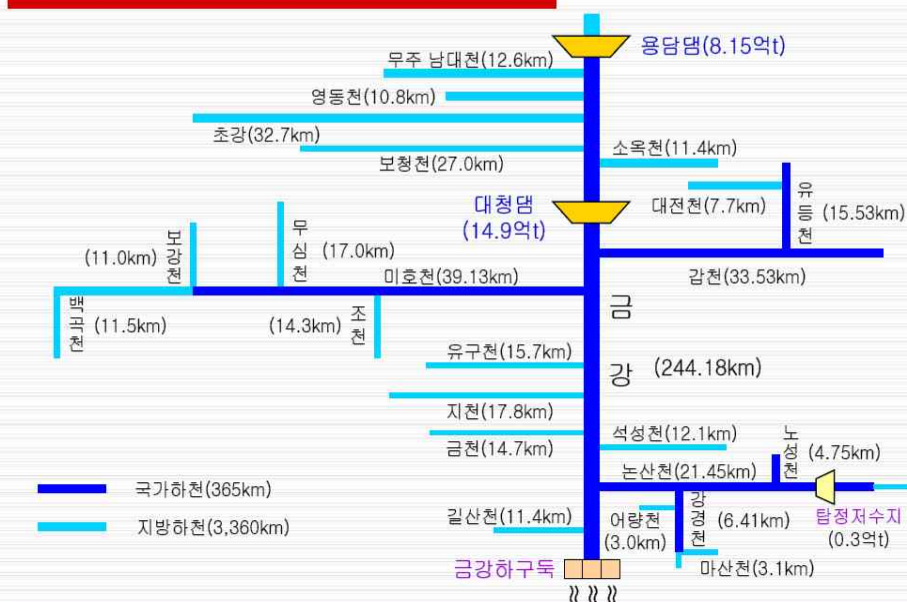 용담댐(8.15억t)
무주 남대천(12.6km)
영동천(10.8km)
초강(32.7km)
보청천(27.0km)
소옥천(11.4km)
대전천(7.7km)
유등천
(15.53km)
대청댐
(14.9억t)
갑천(33.53km)
보강천
(11.0km)
무심천
(17.0km)
미호천(39.13km)
백곡천
(11.5km)
(14.3km)
조천
금강
(244.18km)
유구천(15.7km)
지천(17.8km)
금천(14.7km)
석성천(12.1km)
노성천
(4.75km)
논산천(21.45km)
국가하천(365km)
지방하천(3,360km)
길산천(11.4km)
어량천
(3.0km)
강경천
(6.41km)
탑정저수지
(0.3억t)
마산천(3.1km)
금강하구둑